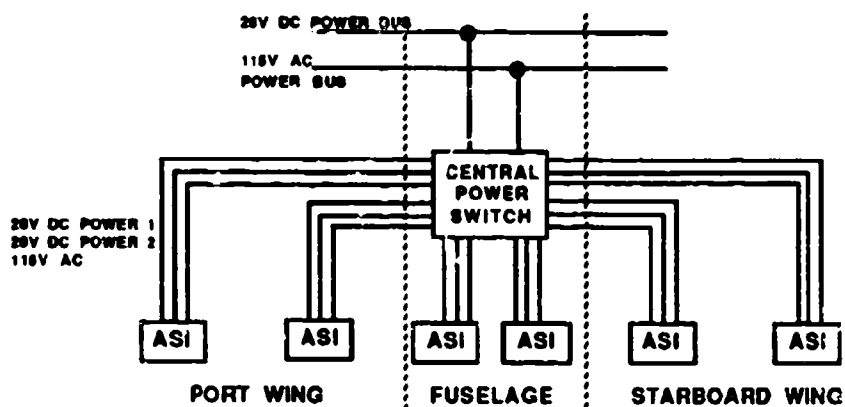 28V DC POWER BUS
115V AC
POWER BUS
CENTRAL
POWER
SWITCH
28V DC POWER 1
28V DC POWER 2
115V AC
ASI
ASI
ASI
ASI
ASI
ASI
PORT WING
FUSELAGE
STARBOARD WING